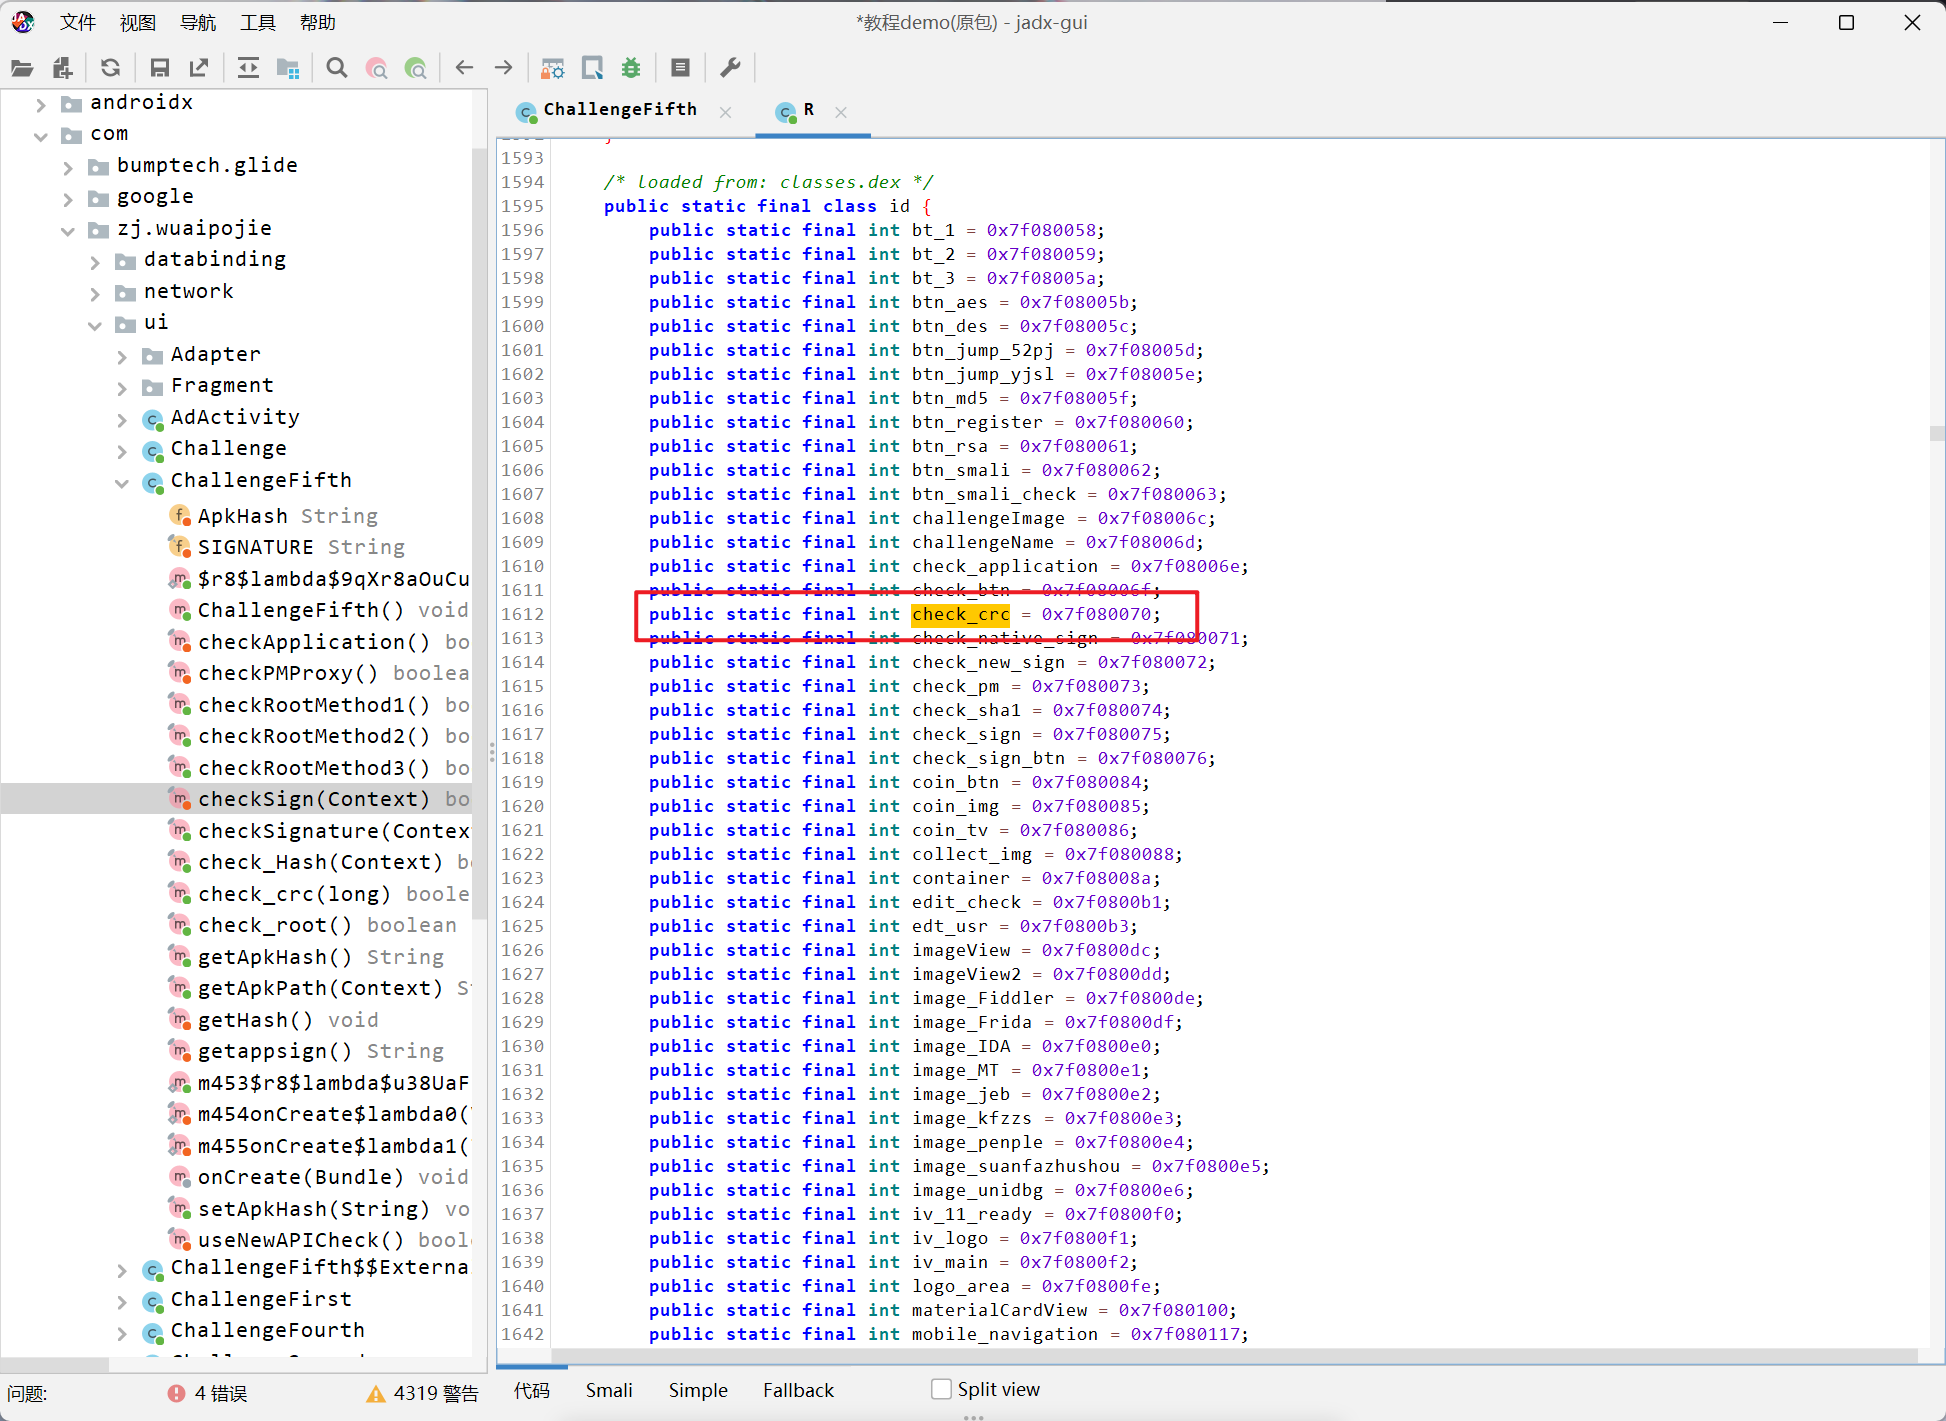 文件 视图 导航 工具 帮助
*教程demo(原包) - jadx-gui
androidx
com
bumptech.glide
google
zj.wuaipojie
databinding
network
ui
Adapter
Fragment
AdActivity
Challenge
ChallengeFifth
ApkHash String
SIGNATURE String
$r8$lambda$9qXr8aOuCu
ChallengeFifth() void
checkApplication() bo
checkPMProxy() boolea
checkRootMethod1() bo
checkRootMethod2() bo
checkRootMethod3() bo
checkSign(Context) bo
checkSignature(Contex
check_Hash(Context) b
check_crc(long) boole
check_root() boolean
getApkHash() String
getApkPath(Context) S
getHash() void
getappsign() String
m453$r8$lambda$u38UaF
m454onCreate$lambda0(
m455onCreate$lambda1(
onCreate(Bundle) void
setApkHash(String) vo
useNewAPICheck() bool
ChallengeFifth$$Externa
ChallengeFirst
ChallengeFourth
问题: 4 错误 4319 警告
ChallengeFifth R
1593
1594 /* loaded from: classes.dex */
1595 public static final class id {
1596 public static final int bt_1 = 0x7f080058;
1597 public static final int bt_2 = 0x7f080059;
1598 public static final int bt_3 = 0x7f08005a;
1599 public static final int btn_aes = 0x7f08005b;
1600 public static final int btn_des = 0x7f08005c;
1601 public static final int btn_jump_52pj = 0x7f08005d;
1602 public static final int btn_jump_yjsl = 0x7f08005e;
1603 public static final int btn_md5 = 0x7f08005f;
1604 public static final int btn_register = 0x7f080060;
1605 public static final int btn_rsa = 0x7f080061;
1606 public static final int btn_smali = 0x7f080062;
1607 public static final int btn_smali_check = 0x7f080063;
1608 public static final int challengeImage = 0x7f08006c;
1609 public static final int challengeName = 0x7f08006d;
1610 public static final int check_application = 0x7f08006e;
1611 public static final int check_btn = 0x7f08006f;
1612 public static final int check_crc = 0x7f080070;
1613 public static final int check_native_sign = 0x7f080071;
1614 public static final int check_new_sign = 0x7f080072;
1615 public static final int check_pm = 0x7f080073;
1616 public static final int check_sha1 = 0x7f080074;
1617 public static final int check_sign = 0x7f080075;
1618 public static final int check_sign_btn = 0x7f080076;
1619 public static final int coin_btn = 0x7f080084;
1620 public static final int coin_img = 0x7f080085;
1621 public static final int coin_tv = 0x7f080086;
1622 public static final int collect_img = 0x7f080088;
1623 public static final int container = 0x7f08008a;
1624 public static final int edit_check = 0x7f0800b1;
1625 public static final int edt_usr = 0x7f0800b3;
1626 public static final int imageView = 0x7f0800dc;
1627 public static final int imageView2 = 0x7f0800dd;
1628 public static final int image_Fiddler = 0x7f0800de;
1629 public static final int image_Frida = 0x7f0800df;
1630 public static final int image_IDA = 0x7f0800e0;
1631 public static final int image_MT = 0x7f0800e1;
1632 public static final int image_jeb = 0x7f0800e2;
1633 public static final int image_kfzzs = 0x7f0800e3;
1634 public static final int image_penple = 0x7f0800e4;
1635 public static final int image_suanfazhushou = 0x7f0800e5;
1636 public static final int image_unidbg = 0x7f0800e6;
1637 public static final int iv_11_ready = 0x7f0800f0;
1638 public static final int iv_logo = 0x7f0800f1;
1639 public static final int iv_main = 0x7f0800f2;
1640 public static final int logo_area = 0x7f0800fe;
1641 public static final int materialCardView = 0x7f080100;
1642 public static final int mobile_navigation = 0x7f080117;
代码 Smali Simple Fallback Split view